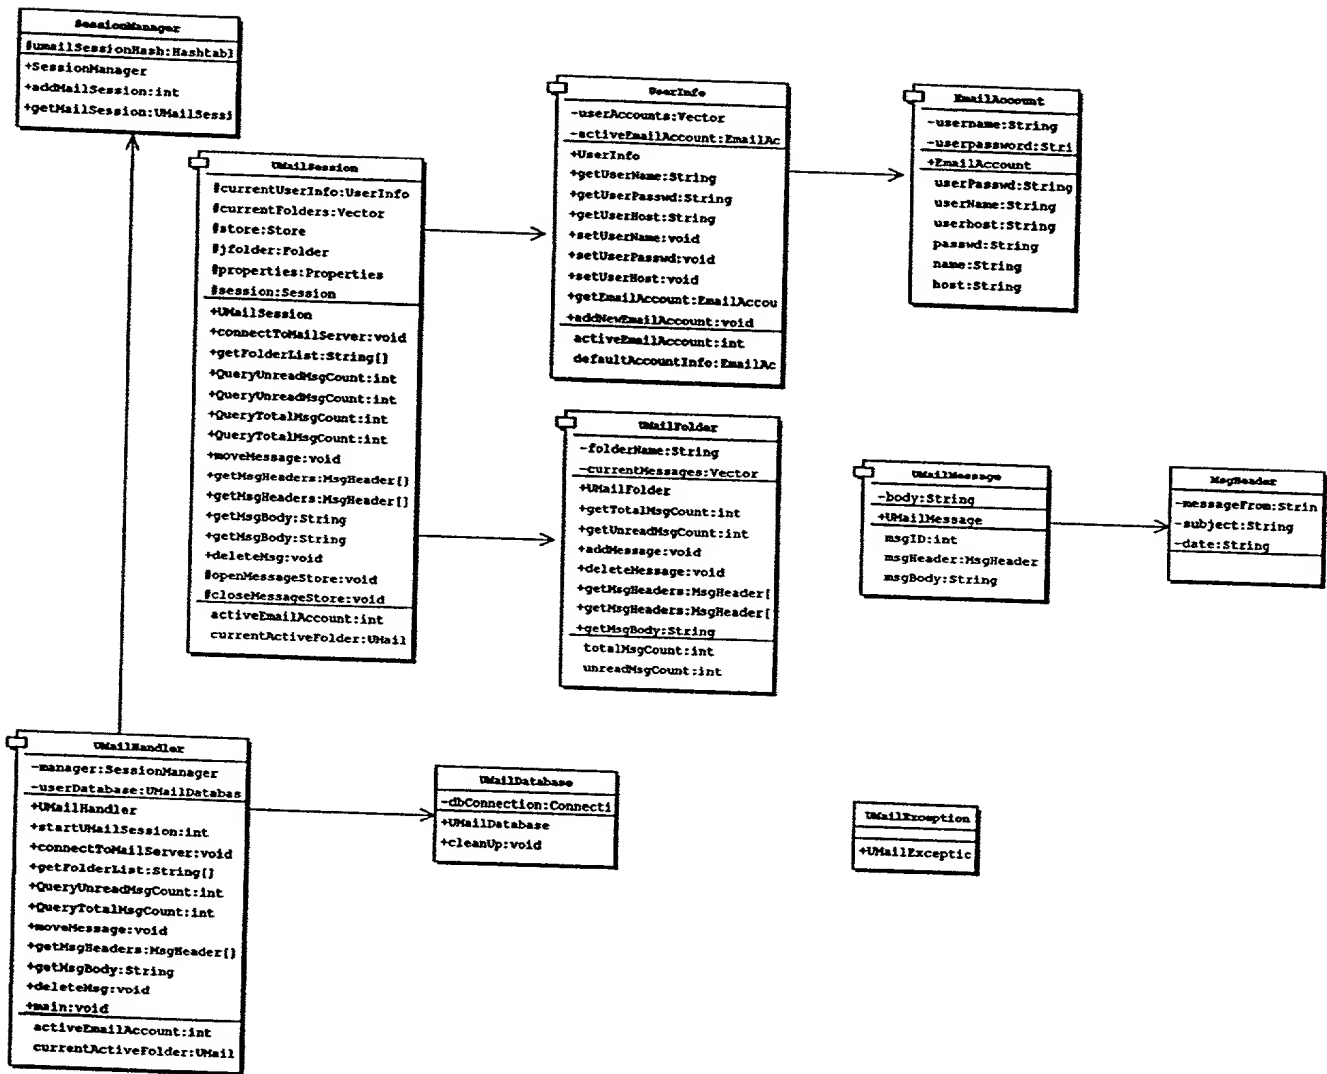 SessionManager
#umailSessionHash:Hashtabl
+SessionManager
+addMailSession:int
+getMailSession:UMailSessi
UMailSession
#currentUserInfo:UserInfo
#currentFolders:Vector
#store:Store
#jfolder:Folder
#properties:Properties
#session:Session
+UMailSession
+connectToMailServer:void
+getFolderList:String[]
+QueryUnreadMsgCount:int
+QueryUnreadMsgCount:int
+QueryTotalMsgCount:int
+QueryTotalMsgCount:int
+moveMessage:void
+getMsgHeaders:MsgHeader[]
+getMsgHeaders:MsgHeader[]
+getMsgBody:String
+getMsgBody:String
+deleteMsg:void
#openMessageStore:void
#closeMessageStore:void
activeEmailAccount:int
currentActiveFolder:UMail
UserInfo
-userAccounts:Vector
-activeEmailAccount:EmailAc
+UserInfo
+getUserName:String
+getUserPasswd:String
+getUserHost:String
+setUserName:void
+setUserPasswd:void
+setUserHost:void
+getEmailAccount:EmailAccou
+addNewEmailAccount:void
activeEmailAccount:int
defaultAccountInfo:EmailAc
EmailAccount
-username:String
-userpassword:Stri
+EmailAccount
userPasswd:String
userName:String
userhost:String
passwd:String
name:String
host:String
UMailFolder
-folderName:String
-currentMessages:Vector
+UMailFolder
+getTotalMsgCount:int
+getUnreadMsgCount:int
+addMessage:void
+deleteMessage:void
+getMsgHeaders:MsgHeader[
+getMsgHeaders:MsgHeader[
+getMsgBody:String
totalMsgCount:int
unreadMsgCount:int
UMailMessage
-body:String
+UMailMessage
msgID:int
msgHeader:MsgHeader
msgBody:String
MsgHeader
-messageFrom:Strin
-subject:String
-date:String
UMailHandler
-manager:SessionManager
-userDatabase:UMailDatabas
+UMailHandler
+startUMailSession:int
+connectToMailServer:void
+getFolderList:String[]
+QueryUnreadMsgCount:int
+QueryTotalMsgCount:int
+moveMessage:void
+getMsgHeaders:MsgHeader[]
+getMsgBody:String
+deleteMsg:void
+main:void
activeEmailAccount:int
currentActiveFolder:UMail
UMailDatabase
-dbConnection:Connecti
+UMailDatabase
+cleanUp:void
UMailException
+UMailExceptic